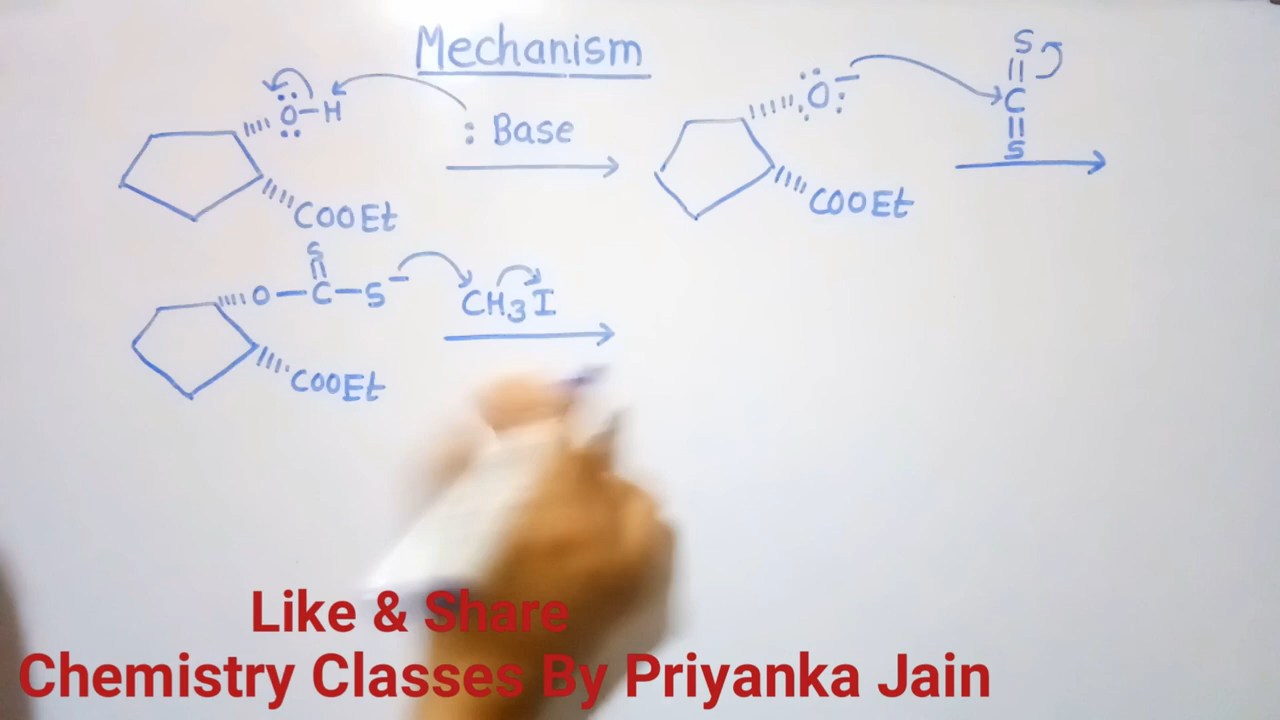 Mechanism
:Ö–H
: Base
COOEt
:Ö:⁻
S
=
C
=
S
COOEt
S
=
O–C–S⁻
CH₃I
COOEt
Like & Share
Chemistry Classes By Priyanka Jain